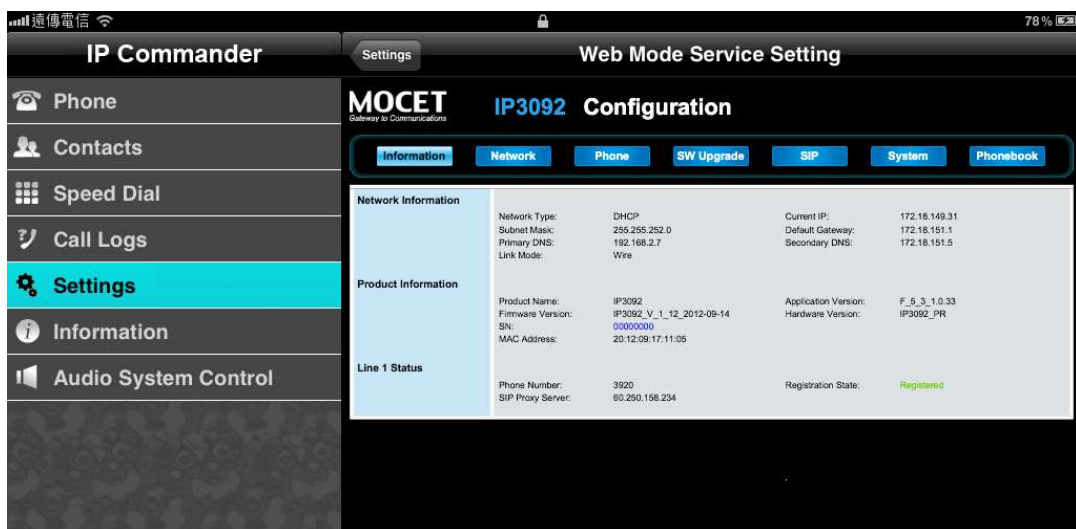 遠傳電信
78%
IP Commander
Settings
Web Mode Service Setting
Phone
Contacts
Speed Dial
Call Logs
Settings
Information
Audio System Control
MOCET
Gateway to Communications
IP3092 Configuration
Information Network Phone SW Upgrade SIP System Phonebook
Network Information
Network Type: DHCP Current IP: 172.18.149.31
Subnet Mask: 255.255.252.0 Default Gateway: 172.18.151.1
Primary DNS: 192.168.2.7 Secondary DNS: 172.18.151.5
Link Mode: Wire
Product Information
Product Name: IP3092 Application Version: F_5_3_1.0.33
Firmware Version: IP3092_V_1_12_2012-09-14 Hardware Version: IP3092_PR
SN: 00000000
MAC Address: 20:12:09:17:11:05
Line 1 Status
Phone Number: 3920 Registration State: Registered
SIP Proxy Server: 60.250.158.234